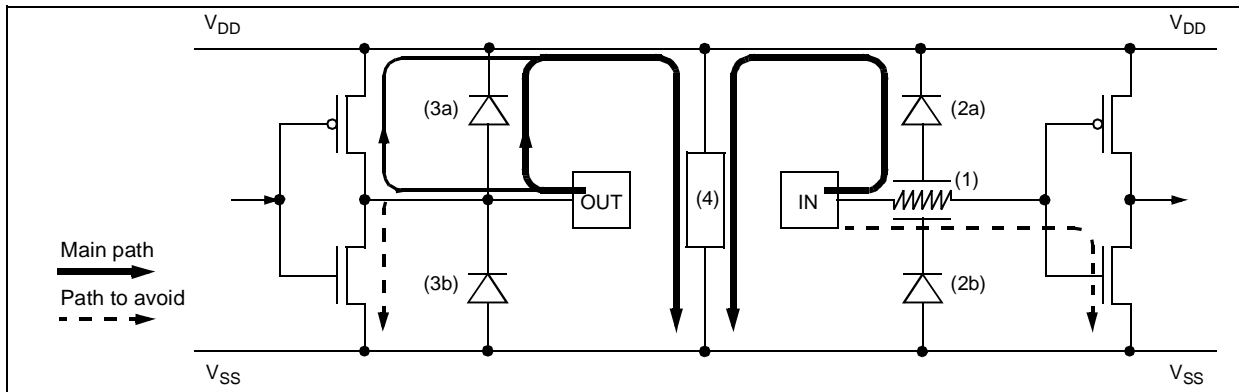 V_DD V_DD
(3a) (2a)
(1)
OUT (4) IN
Main path
(3b) (2b)
Path to avoid
V_SS V_SS